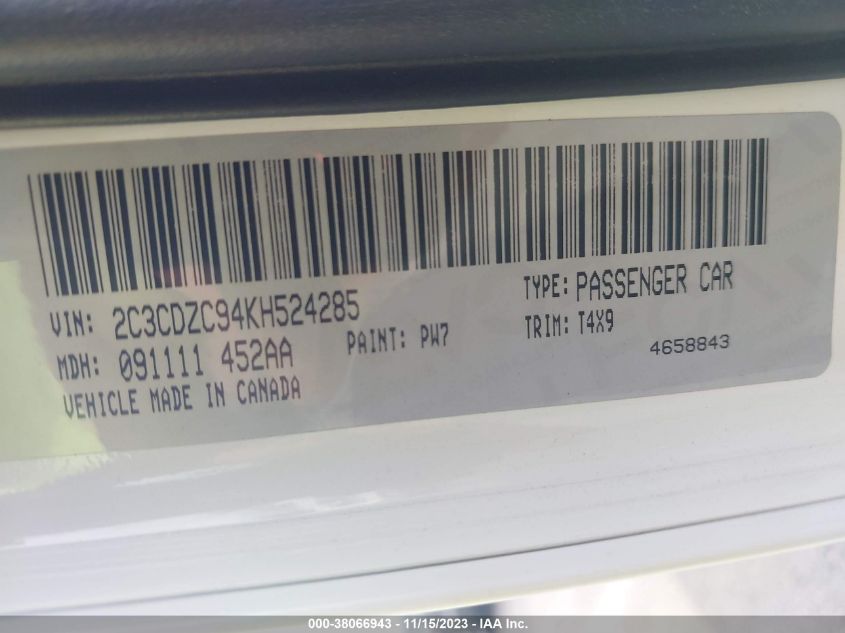 VIN: 2C3CDZC94KH524285
TYPE: PASSENGER CAR
MDH: 091111 452AA
PAINT: PW7
TRIM: T4X9
VEHICLE MADE IN CANADA
4658843
000-38066943 - 11/15/2023 - IAA Inc.